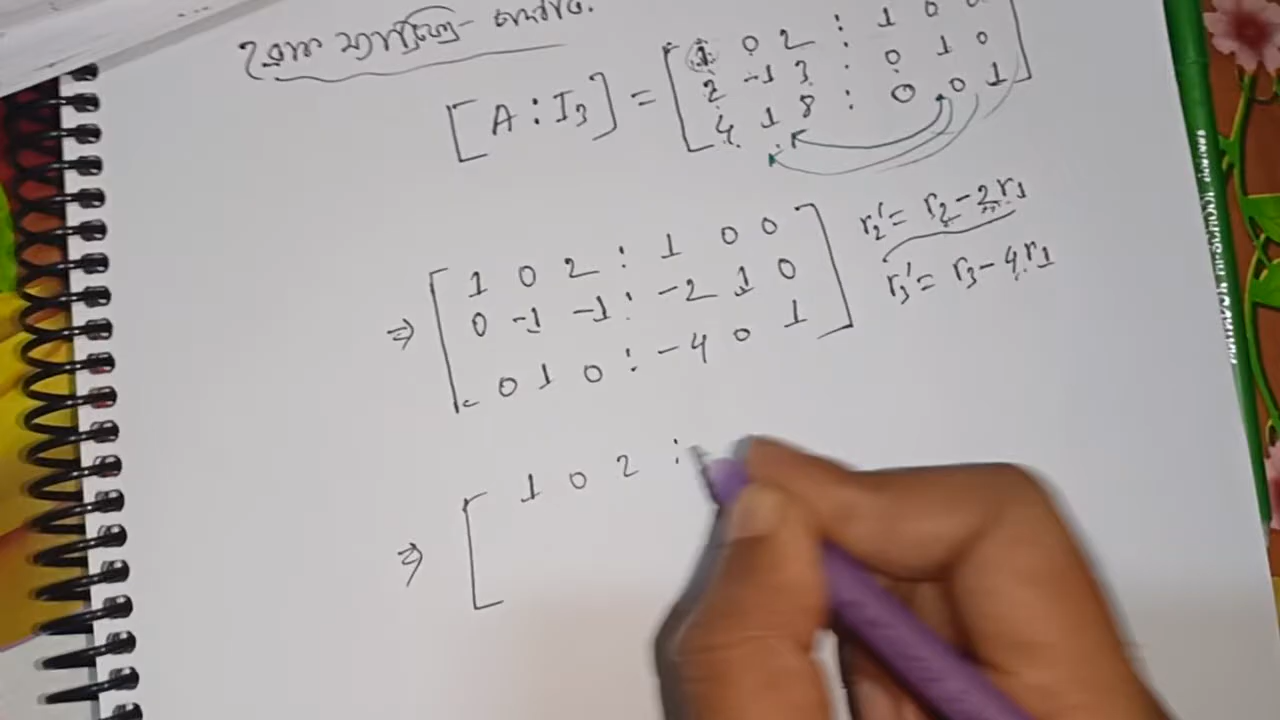 [A : I3] = [1 0 2 : 1 0 0
2 -1 3 : 0 1 0
4 1 8 : 0 0 1]
⇒ [1 0 2 : 1 0 0
0 -1 -1 : -2 1 0
0 1 0 : -4 0 1]
r2' = r2 - 2r1
r3' = r3 - 4r1
⇒ [1 0 2 :